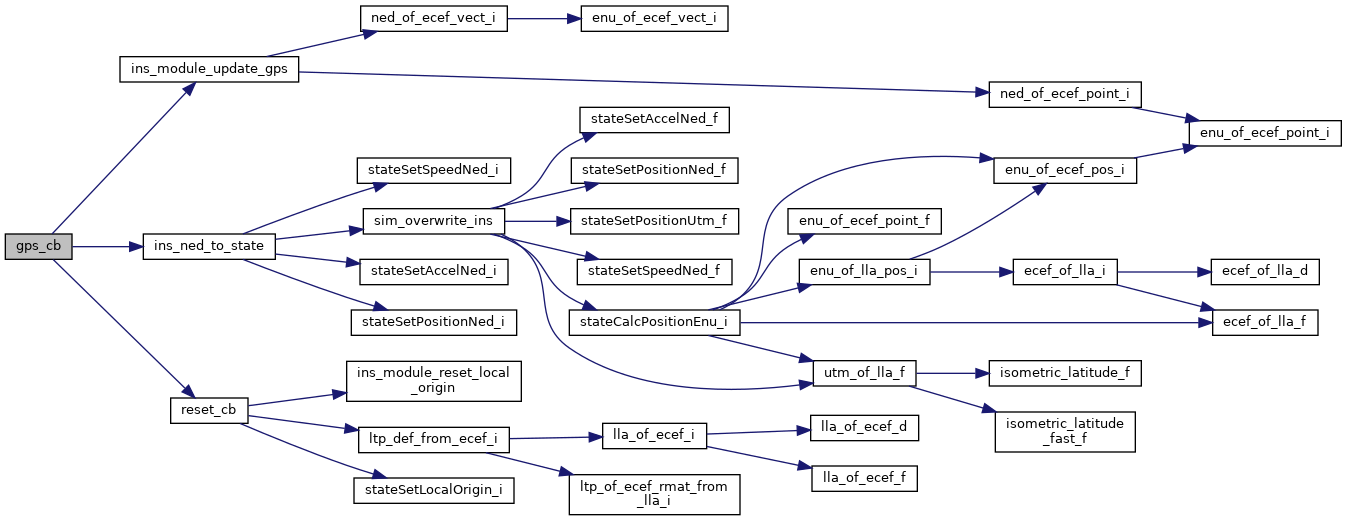 ned_of_ecef_vect_i
enu_of_ecef_vect_i
ins_module_update_gps
ned_of_ecef_point_i
stateSetAccelNed_f
enu_of_ecef_point_i
stateSetSpeedNed_i
stateSetPositionNed_f
enu_of_ecef_pos_i
sim_overwrite_ins
stateSetPositionUtm_f
enu_of_ecef_point_f
gps_cb
ins_ned_to_state
stateSetAccelNed_i
stateSetSpeedNed_f
enu_of_lla_pos_i
ecef_of_lla_i
ecef_of_lla_d
stateSetPositionNed_i
stateCalcPositionEnu_i
ecef_of_lla_f
ins_module_reset_local
_origin
utm_of_lla_f
isometric_latitude_f
reset_cb
isometric_latitude
_fast_f
ltp_def_from_ecef_i
lla_of_ecef_i
lla_of_ecef_d
stateSetLocalOrigin_i
ltp_of_ecef_rmat_from
_lla_i
lla_of_ecef_f